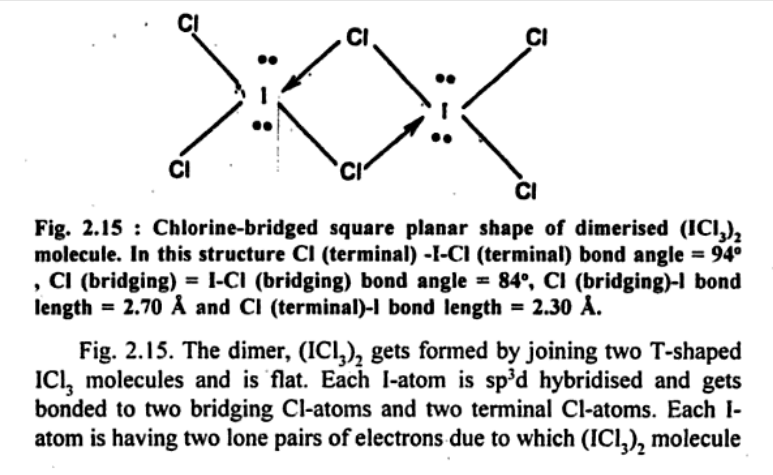 Cl Cl Cl
I I
Cl Cl Cl
Fig. 2.15 : Chlorine-bridged square planar shape of dimerised (ICl₃)₂
molecule. In this structure Cl (terminal) -I-Cl (terminal) bond angle = 94°
, Cl (bridging) = I-Cl (bridging) bond angle = 84°, Cl (bridging)-I bond
length = 2.70 Å and Cl (terminal)-I bond length = 2.30 Å.
Fig. 2.15. The dimer, (ICl₃)₂ gets formed by joining two T-shaped
ICl₃ molecules and is flat. Each I-atom is sp³d hybridised and gets
bonded to two bridging Cl-atoms and two terminal Cl-atoms. Each I-
atom is having two lone pairs of electrons due to which (ICl₃)₂ molecule